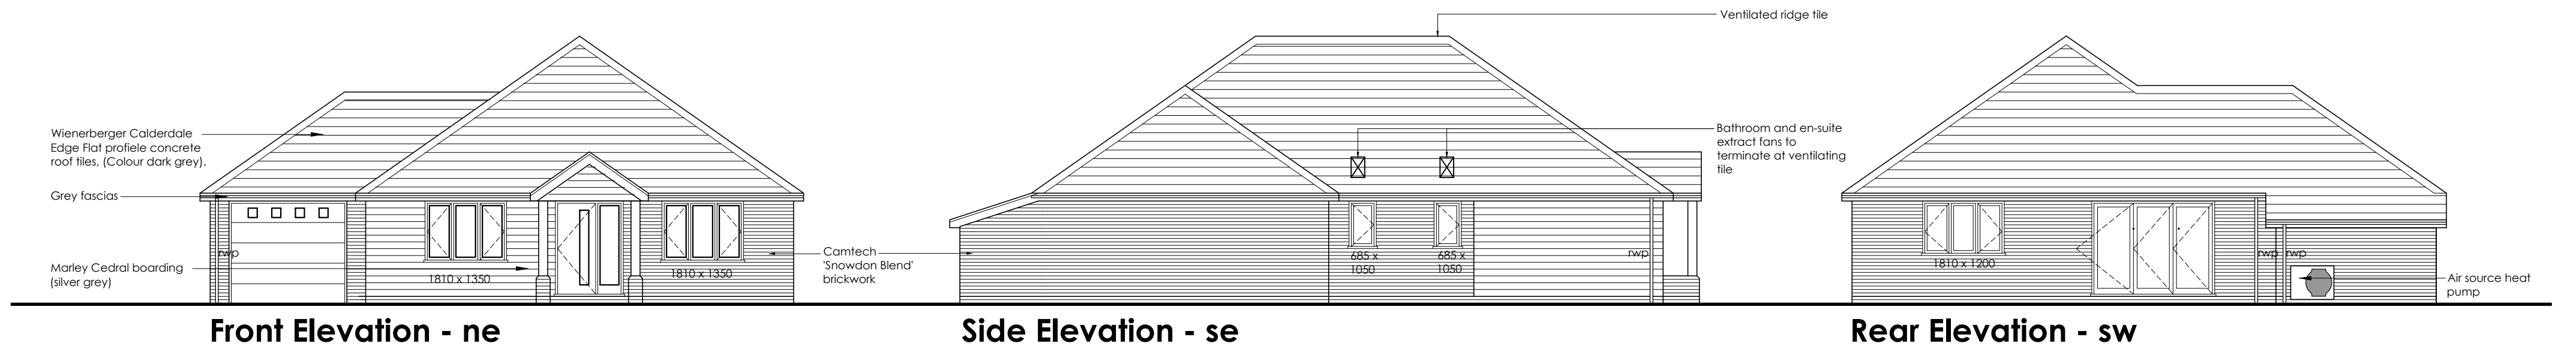 Wienerberger Calderdale
Edge Flat profiele concrete
roof tiles, (Colour dark grey).
Grey fascias
rwp
Marley Cedral boarding
(silver grey)
1810 x 1350
1810 x 1350
Front Elevation - ne
Camtech
'Snowdon Blend'
brickwork
Ventilated ridge tile
Bathroom and en-suite
extract fans to
terminate at ventilating
tile
685 x
1050
685 x
1050
rwp
Side Elevation - se
1810 x 1200
rwp
rwp
Air source heat
pump
Rear Elevation - sw